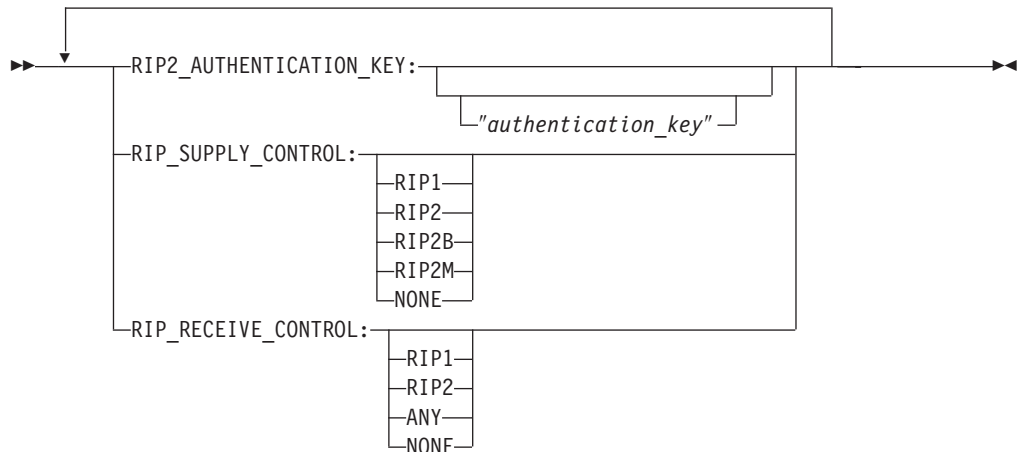 RIP2_AUTHENTICATION_KEY:
"authentication_key"
RIP_SUPPLY_CONTROL:
RIP1
RIP2
RIP2B
RIP2M
NONE
RIP_RECEIVE_CONTROL:
RIP1
RIP2
ANY
NONE